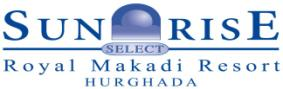 SUNRISE
SELECT
Royal Makadi Resort
HURGHADA